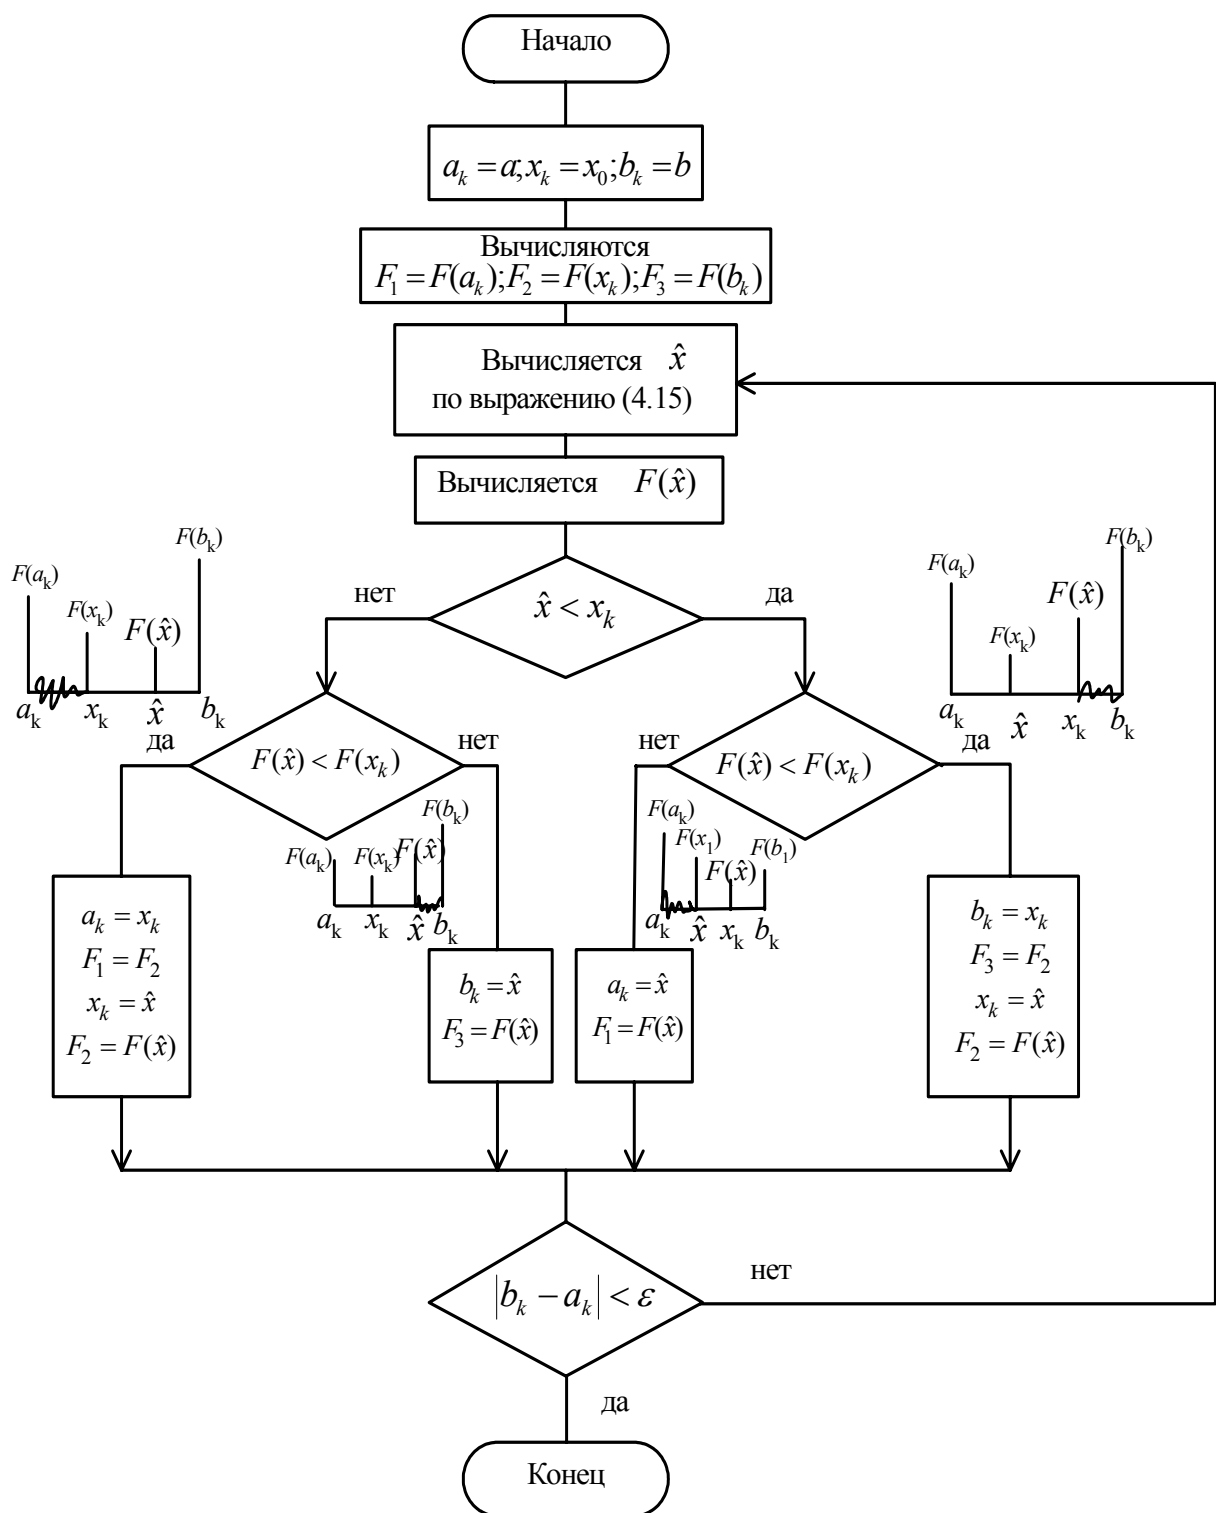 Начало
a_k = a; x_k = x_0; b_k = b
Вычисляются
F_1 = F(a_k); F_2 = F(x_k); F_3 = F(b_k)
Вычисляется x̂
по выражению (4.15)
Вычисляется F(x̂)
x̂ < x_k
нет
да
F(a_k)
F(x_k)
F(x̂)
F(b_k)
a_k
x_k
x̂
b_k
F(a_k)
F(x_k)
F(x̂)
F(b_k)
a_k
x̂
x_k
b_k
да
F(x̂) < F(x_k)
нет
нет
F(x̂) < F(x_k)
да
F(a_k)
F(x_k)
F(x̂)
F(b_k)
a_k
x_k
x̂
b_k
F(a_k)
F(x_1)
F(x̂)
F(b_1)
a_k
x̂
x_k
b_k
a_k = x_k
F_1 = F_2
x_k = x̂
F_2 = F(x̂)
b_k = x̂
F_3 = F(x̂)
a_k = x̂
F_1 = F(x̂)
b_k = x_k
F_3 = F_2
x_k = x̂
F_2 = F(x̂)
|b_k − a_k| < ε
нет
да
Конец